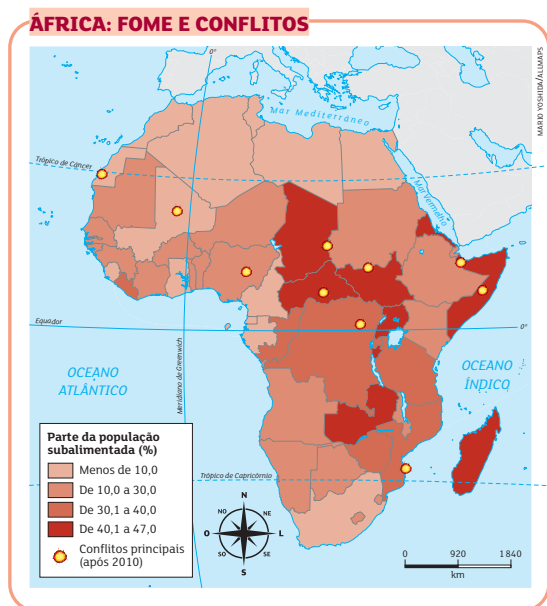 ÁFRICA: FOME E CONFLITOS
MARIO YOSHIDA/ALLMAPS
0°
Mar Mediterrâneo
Trópico de Câncer
Mar Vermelho
Equador
0°
Meridiano de Greenwich
OCEANO
ATLÂNTICO
OCEANO
ÍNDICO
Trópico de Capricórnio
Parte da população
subalimentada (%)
Menos de 10,0
De 10,0 a 30,0
De 30,1 a 40,0
De 40,1 a 47,0
Conflitos principais
(após 2010)
N
NO
NE
O
L
SO
SE
S
0
920
1840
km